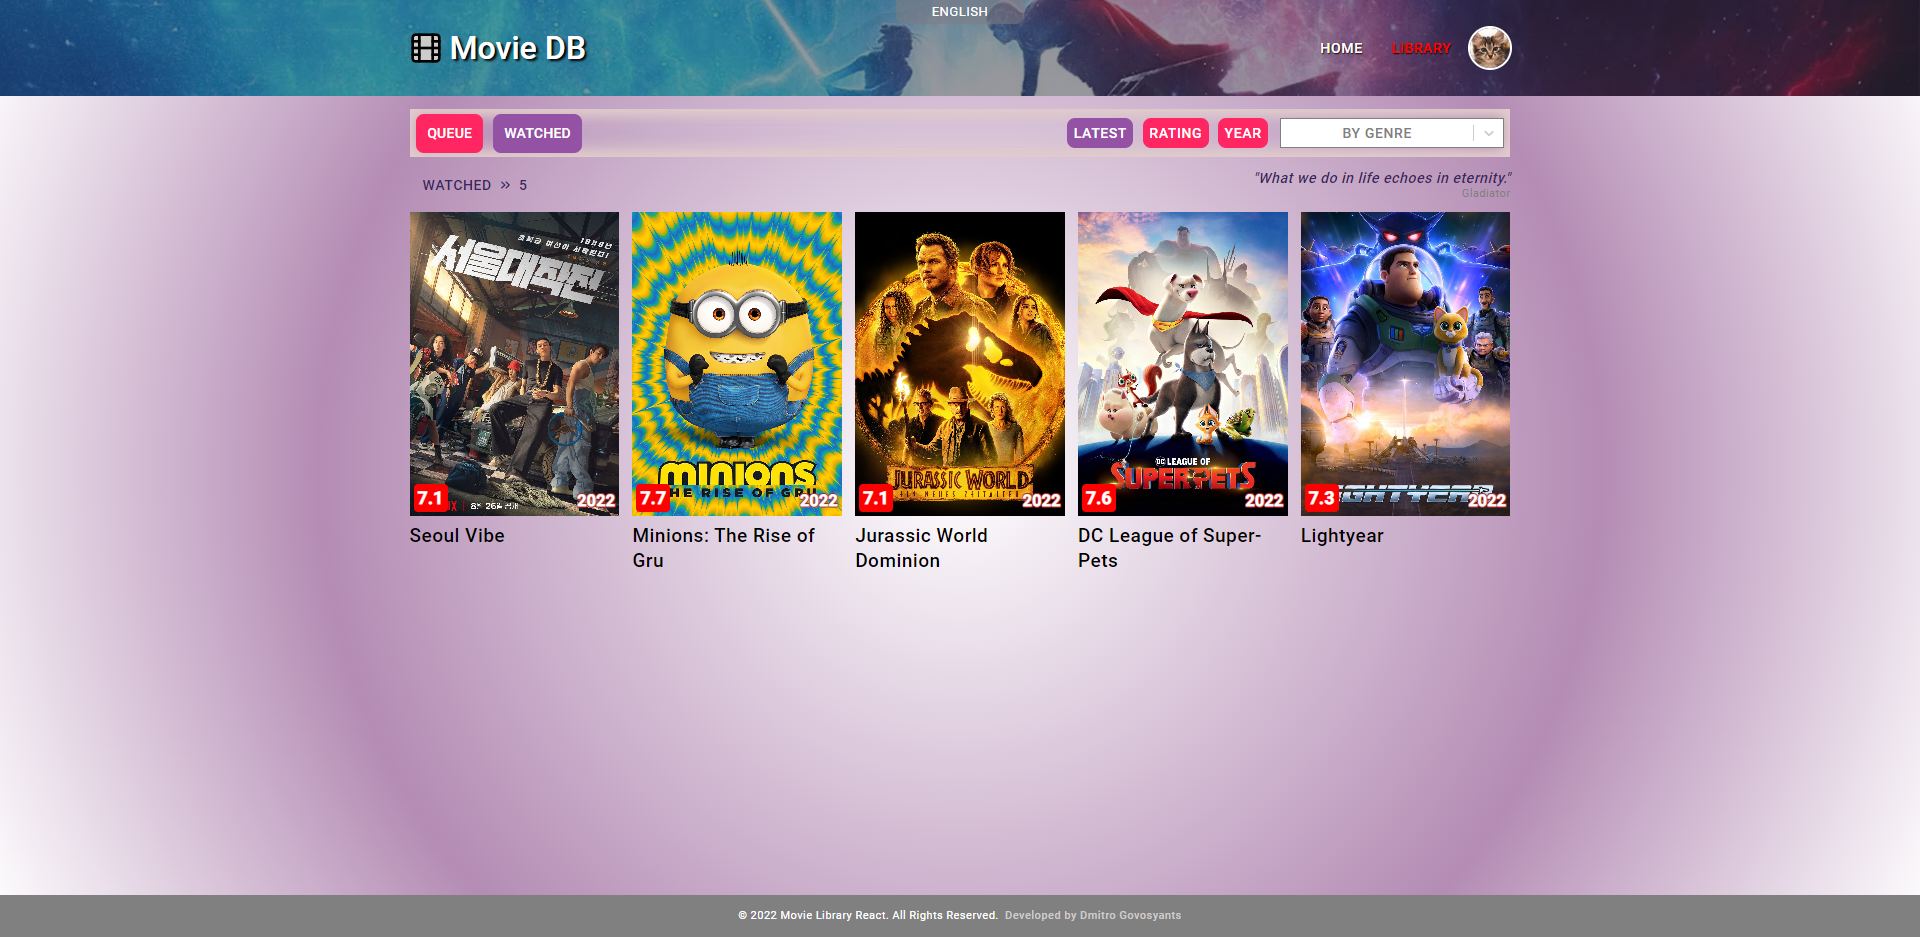 ENGLISH
Movie DB
HOME
LIBRARY
QUEUE
WATCHED
LATEST
RATING
YEAR
BY GENRE
WATCHED » 5
"What we do in life echoes in eternity."
Gladiator
서울대작전
7.1
2022
Seoul Vibe
MINIONS
THE RISE OF GRU
7.7
2022
Minions: The Rise of
Gru
JURASSIC WORLD
EIN NEUES ZEITALTER
7.1
2022
Jurassic World
Dominion
DC LEAGUE OF
SUPER-PETS
7.6
2022
DC League of Super-
Pets
LIGHTYEAR
7.3
2022
Lightyear
© 2022 Movie Library React. All Rights Reserved. Developed by Dmitro Govosyants